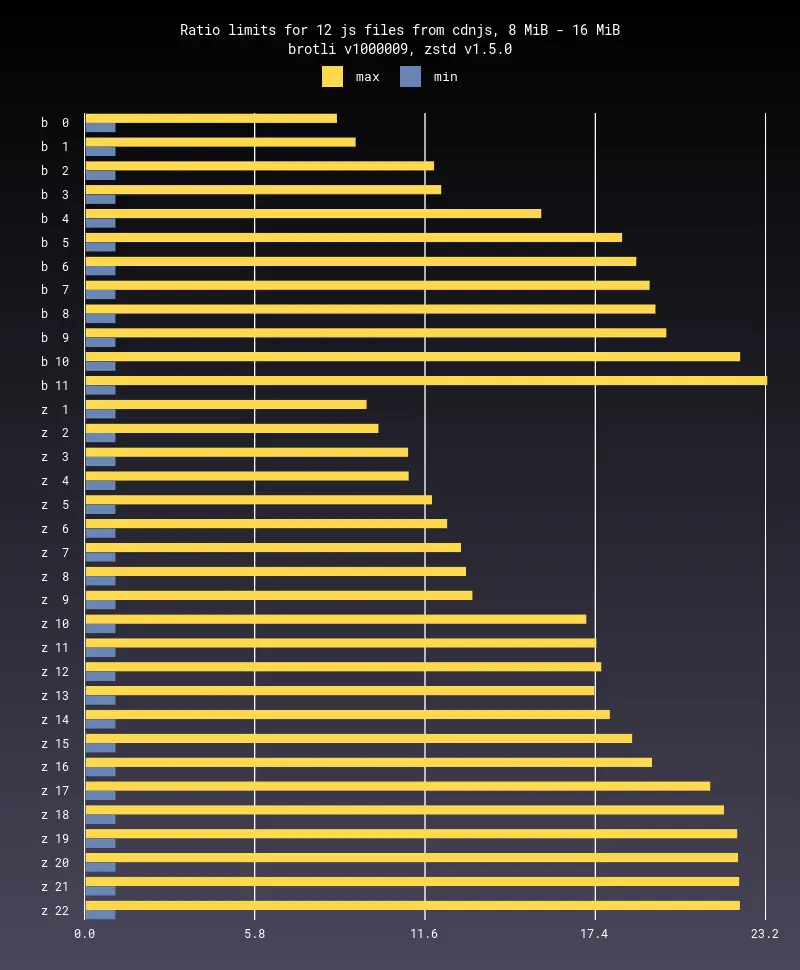 Ratio limits for 12 js files from cdnjs, 8 MiB - 16 MiB
brotli v1000009, zstd v1.5.0
max min
b 0
b 1
b 2
b 3
b 4
b 5
b 6
b 7
b 8
b 9
b 10
b 11
z 1
z 2
z 3
z 4
z 5
z 6
z 7
z 8
z 9
z 10
z 11
z 12
z 13
z 14
z 15
z 16
z 17
z 18
z 19
z 20
z 21
z 22
0.0 5.8 11.6 17.4 23.2